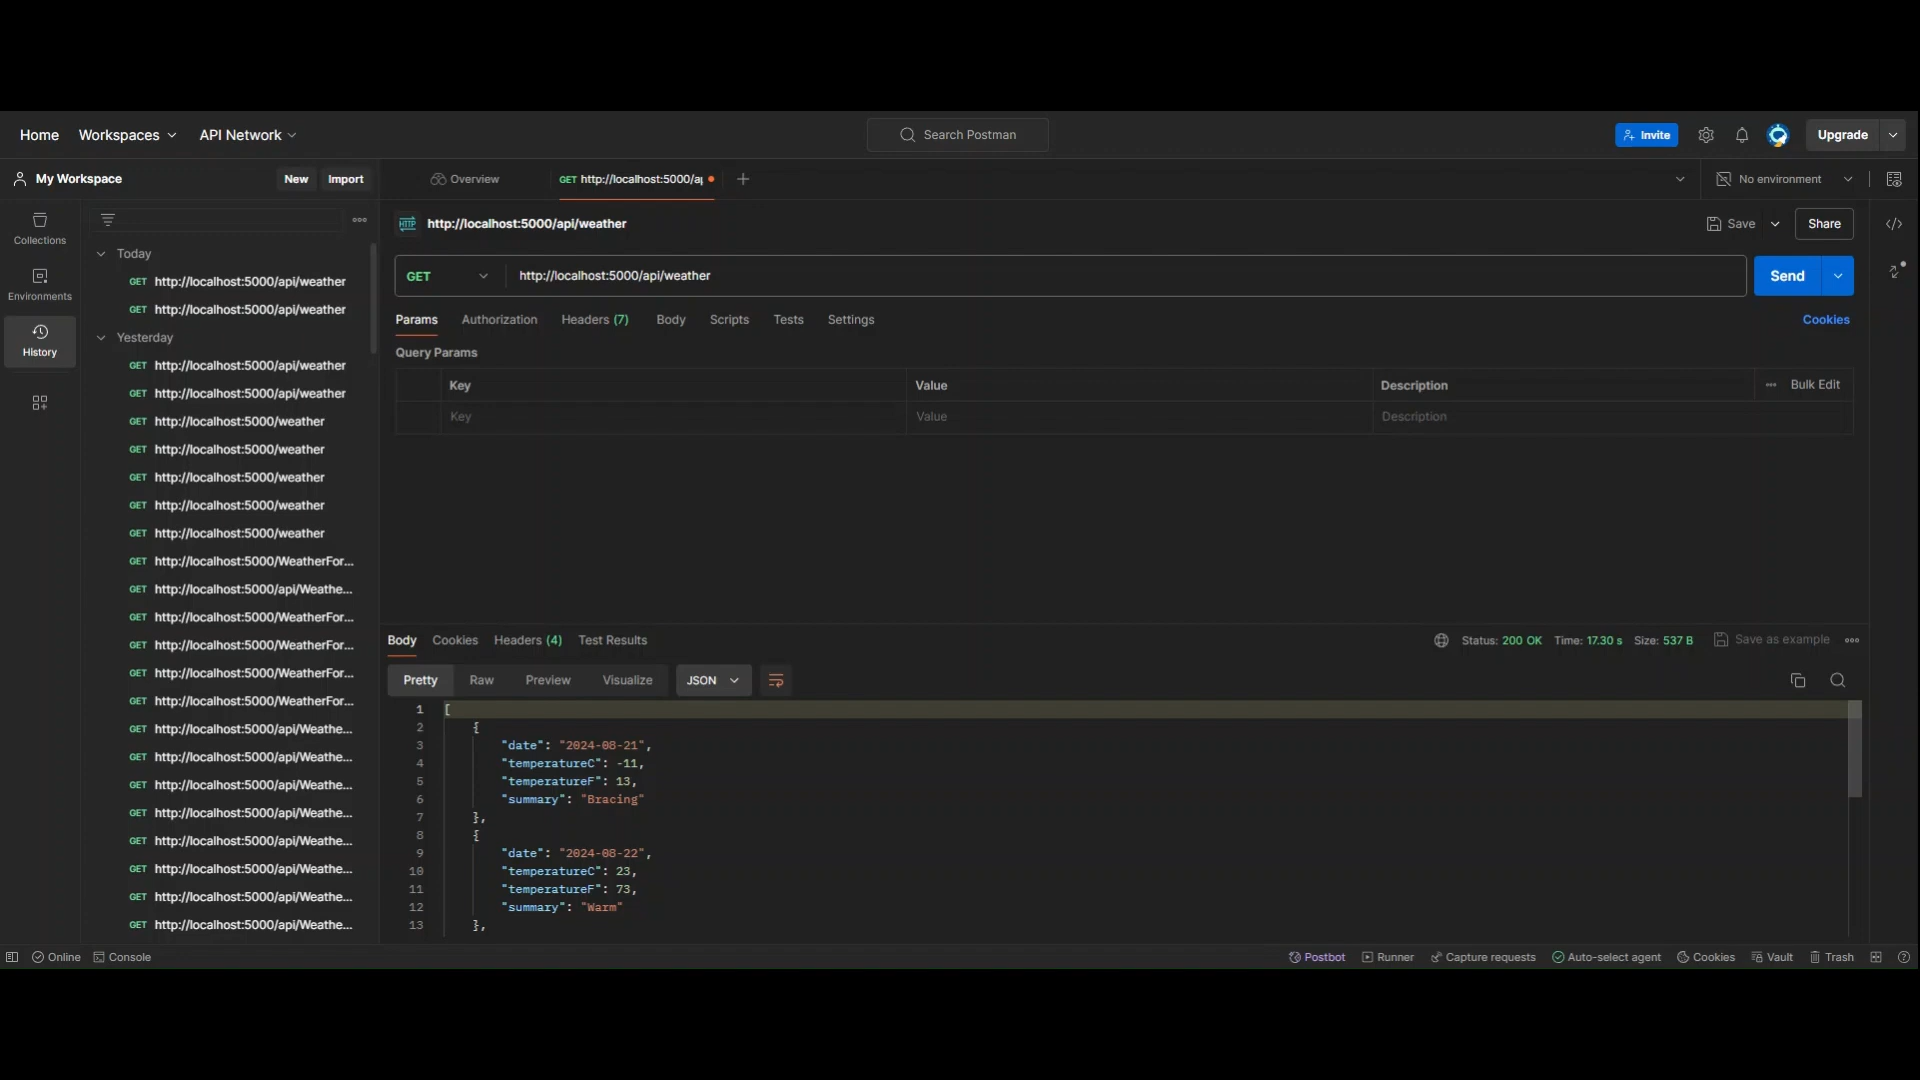 Home Workspaces API Network Search Postman Invite Upgrade
My Workspace New Import Overview GET http://localhost:5000/ap No environment
Collections
Environments
History
Today
GET http://localhost:5000/api/weather
GET http://localhost:5000/api/weather
Yesterday
GET http://localhost:5000/api/weather
GET http://localhost:5000/api/weather
GET http://localhost:5000/weather
GET http://localhost:5000/weather
GET http://localhost:5000/weather
GET http://localhost:5000/weather
GET http://localhost:5000/weather
GET http://localhost:5000/WeatherFor...
GET http://localhost:5000/api/Weathe...
GET http://localhost:5000/WeatherFor...
GET http://localhost:5000/WeatherFor...
GET http://localhost:5000/WeatherFor...
GET http://localhost:5000/WeatherFor...
GET http://localhost:5000/api/Weathe...
GET http://localhost:5000/api/Weathe...
GET http://localhost:5000/api/Weathe...
GET http://localhost:5000/api/Weathe...
GET http://localhost:5000/api/Weathe...
GET http://localhost:5000/api/Weathe...
GET http://localhost:5000/api/Weathe...
GET http://localhost:5000/api/Weathe...
HTTP http://localhost:5000/api/weather Save Share
GET http://localhost:5000/api/weather Send
Params Authorization Headers (7) Body Scripts Tests Settings Cookies
Query Params
Key Value Description Bulk Edit
Key Value Description
Body Cookies Headers (4) Test Results Status: 200 OK Time: 17.30 s Size: 537 B Save as example
Pretty Raw Preview Visualize JSON
1 [
2 {
3 "date": "2024-08-21",
4 "temperatureC": -11,
5 "temperatureF": 13,
6 "summary": "Bracing"
7 },
8 {
9 "date": "2024-08-22",
10 "temperatureC": 23,
11 "temperatureF": 73,
12 "summary": "Warm"
13 },
Online Console Postbot Runner Capture requests Auto-select agent Cookies Vault Trash